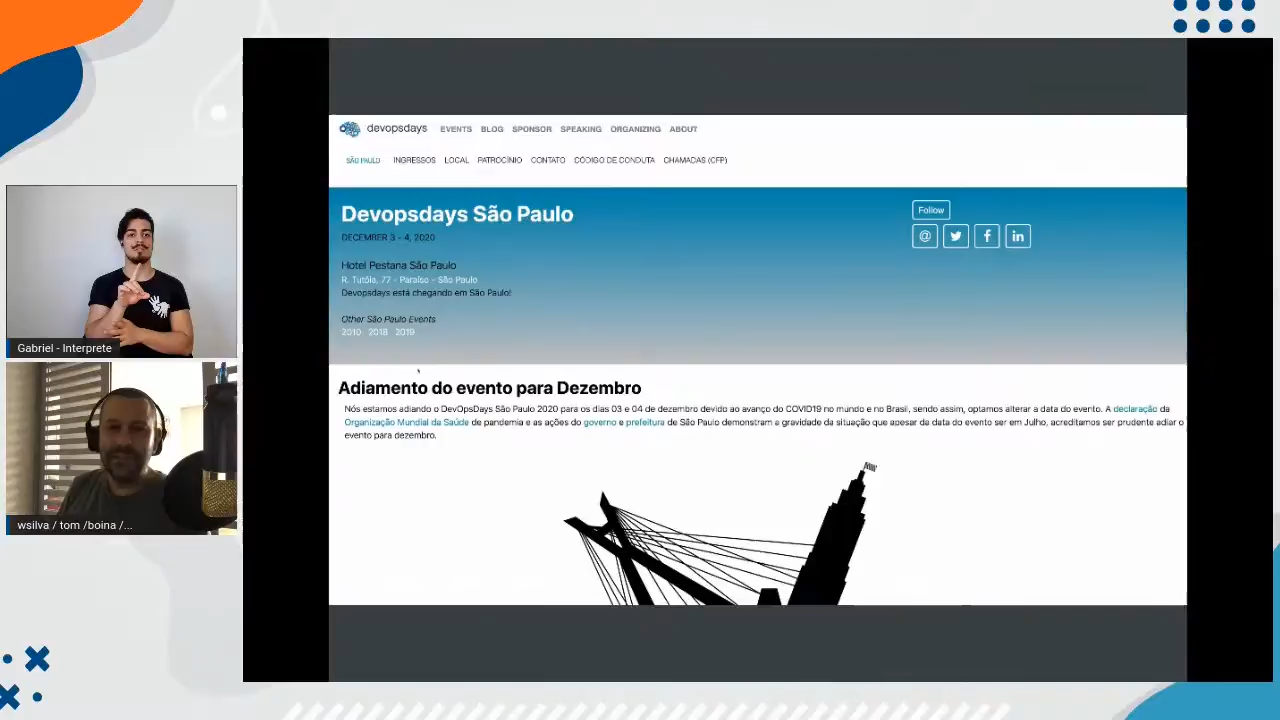 devopsdays EVENTS BLOG SPONSOR SPEAKING ORGANIZING ABOUT
SÃO PAULO INGRESSOS LOCAL PATROCÍNIO CONTATO CÓDIGO DE CONDUTA CHAMADAS (CFP)
Devopsdays São Paulo
DECEMBER 3 - 4, 2020
Hotel Pestana São Paulo
R. Tutóia, 77 - Paraíso - São Paulo
Devopsdays está chegando em São Paulo!
Other São Paulo Events
2010 2018 2019
Follow
Adiamento do evento para Dezembro
Nós estamos adiando o DevOpsDays São Paulo 2020 para os dias 03 e 04 de dezembro devido ao avanço do COVID19 no mundo e no Brasil, sendo assim, optamos alterar a data do evento. A declaração da
Organização Mundial da Saúde de pandemia e as ações do governo e prefeitura de São Paulo demonstram a gravidade da situação que apesar da data do evento ser em Julho, acreditamos ser prudente adiar o
evento para dezembro.
Gabriel - Interprete
wsilva / tom /boina /...